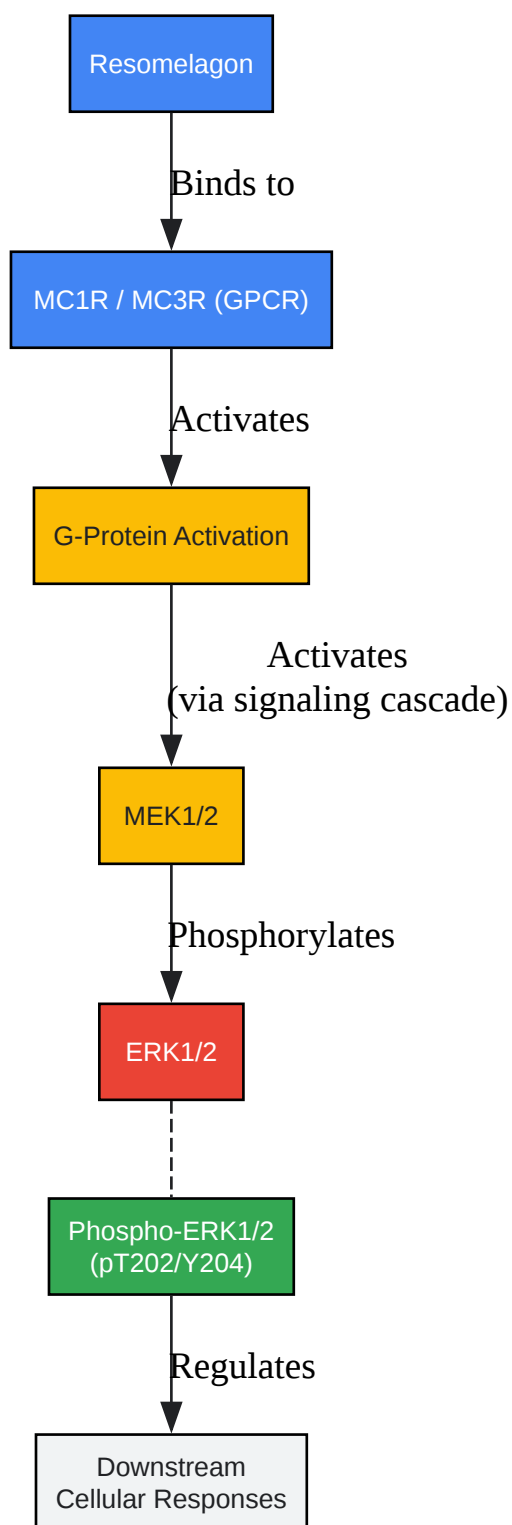 Resomelagon
Binds to
MC1R / MC3R (GPCR)
Activates
G-Protein Activation
Activates
(via signaling cascade)
MEK1/2
Phosphorylates
ERK1/2
Phospho-ERK1/2
(pT202/Y204)
Regulates
Downstream
Cellular Responses